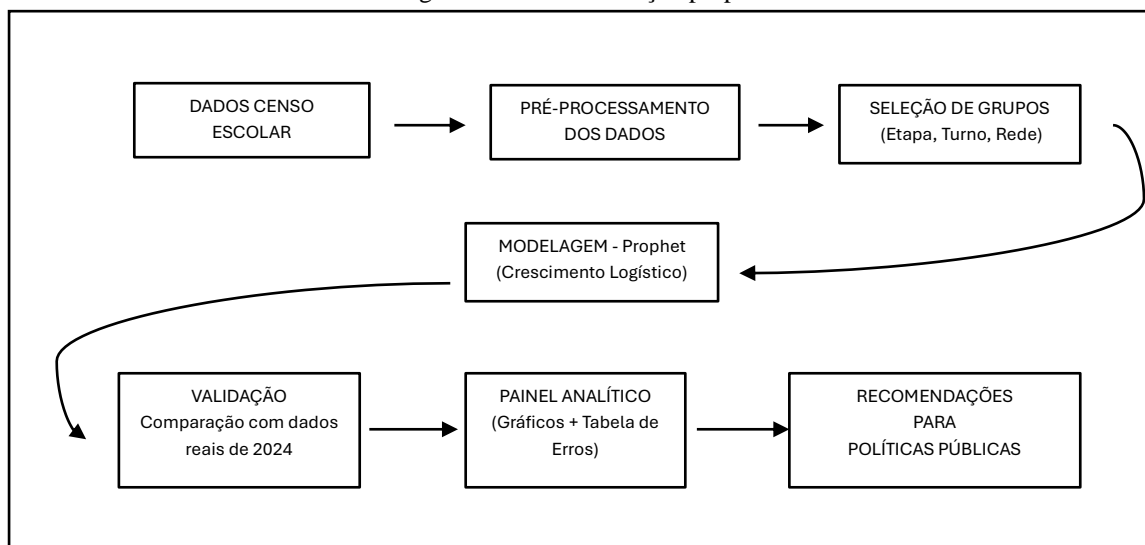 DADOS CENSO
ESCOLAR
PRÉ-PROCESSAMENTO
DOS DADOS
SELEÇÃO DE GRUPOS
(Etapa, Turno, Rede)
MODELAGEM - Prophet
(Crescimento Logístico)
VALIDAÇÃO
Comparação com dados
reais de 2024
PAINEL ANALÍTICO
(Gráficos + Tabela de
Erros)
RECOMENDAÇÕES
PARA
POLÍTICAS PÚBLICAS